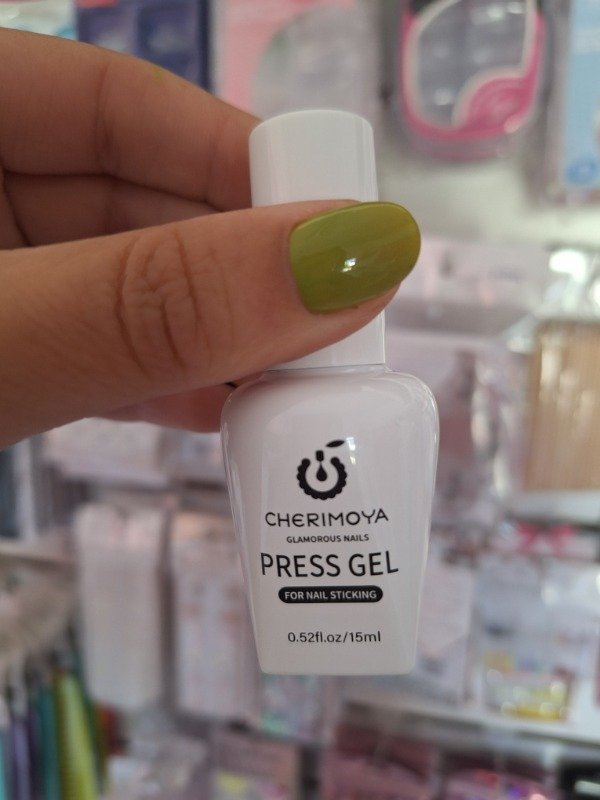 CHERIMOYA
GLAMOROUS NAILS
PRESS GEL
FOR NAIL STICKING
0.52fl.oz/15ml